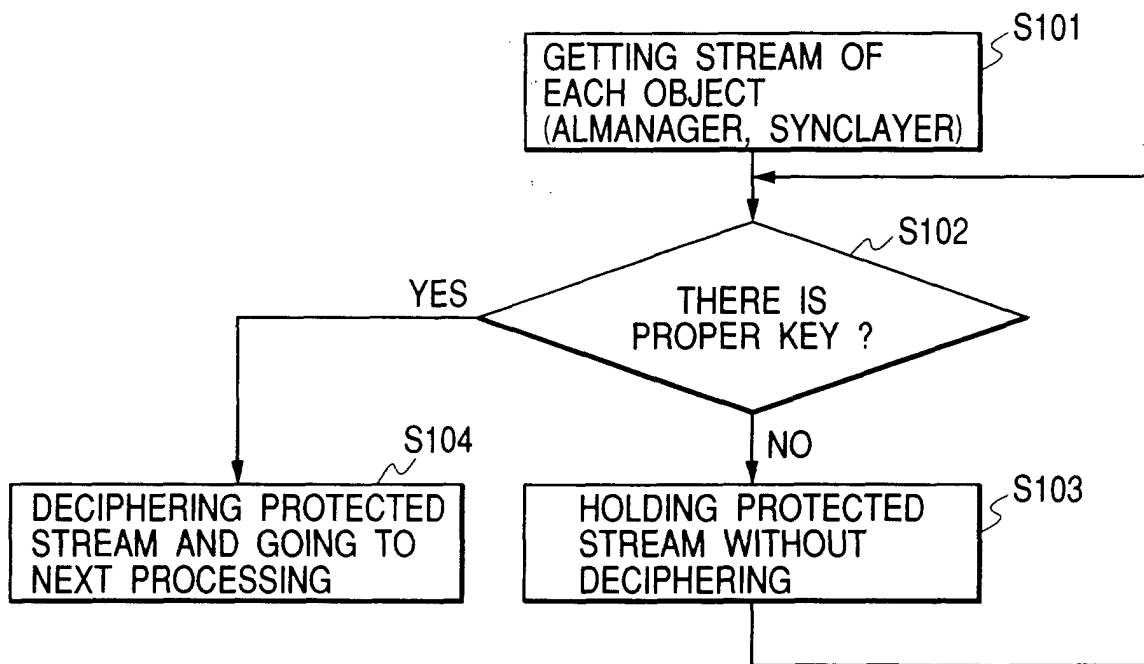 S101
GETTING STREAM OF
EACH OBJECT
(ALMANAGER, SYNCLAYER)
S102
YES
THERE IS
PROPER KEY ?
NO
S104
DECIPHERING PROTECTED
STREAM AND GOING TO
NEXT PROCESSING
S103
HOLDING PROTECTED
STREAM WITHOUT
DECIPHERING